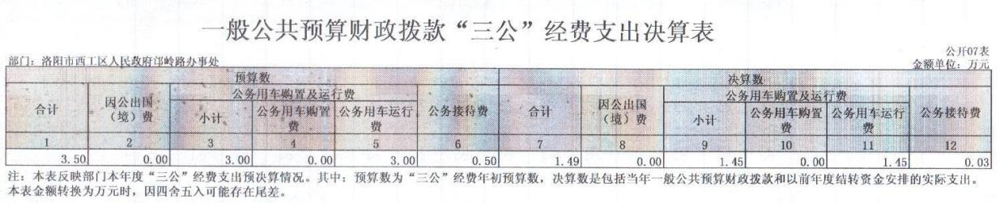 一般公共预算财政拨款“三公”经费支出决算表
公开07表
部门：洛阳市西工区人民政府邙岭路办事处 金额单位：万元
预算数 决算数
合计 因公出国（境）费 公务用车购置及运行费 公务接待费 合计 因公出国（境）费 公务用车购置及运行费 公务接待费
小计 公务用车购置费 公务用车运行费 小计 公务用车购置费 公务用车运行费
1 2 3 4 5 6 7 8 9 10 11 12
3.50 0.00 3.00 0.00 3.00 0.50 1.49 0.00 1.45 0.00 1.45 0.03
注：本表反映部门本年度“三公”经费支出预决算情况。其中：预算数为“三公”经费年初预算数，决算数是包括当年一般公共预算财政拨款和以前年度结转资金安排的实际支出。
本表金额转换为万元时，因四舍五入可能存在尾差。